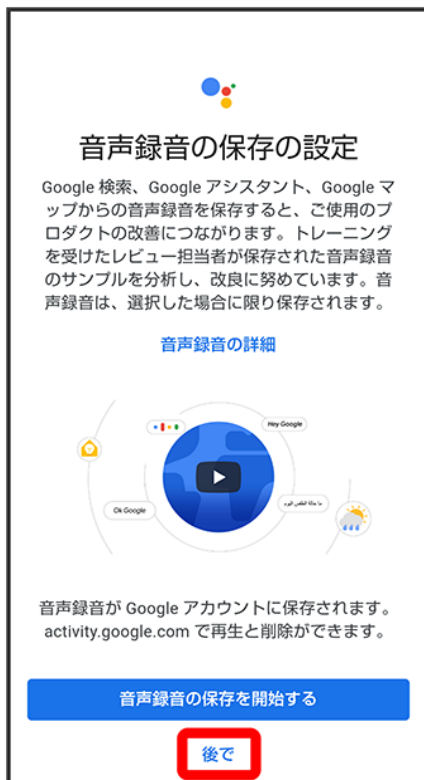 音声録音の保存の設定
Google 検索、Google アシスタント、Google マ
ップからの音声録音を保存すると、ご使用のプ
ロダクトの改善につながります。トレーニング
を受けたレビュー担当者が保存された音声録音
のサンプルを分析し、改良に努めています。音
声録音は、選択した場合に限り保存されます。
音声録音の詳細
Hey Google
Ok Google
ما حالة الطقس اليوم
音声録音が Google アカウントに保存されます。
activity.google.com で再生と削除ができます。
音声録音の保存を開始する
後で